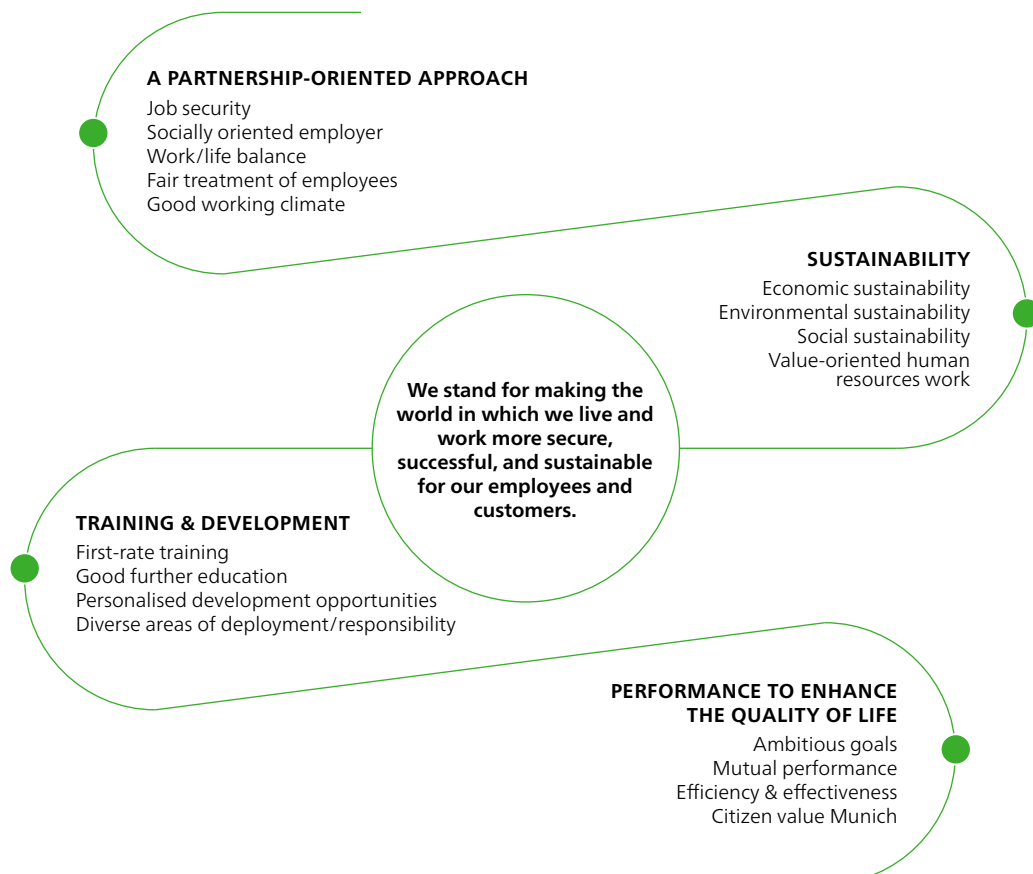 A PARTNERSHIP-ORIENTED APPROACH
Job security
Socially oriented employer
Work/life balance
Fair treatment of employees
Good working climate
SUSTAINABILITY
Economic sustainability
Environmental sustainability
Social sustainability
Value-oriented human
resources work
We stand for making the
world in which we live and
work more secure,
successful, and sustainable
for our employees and
customers.
TRAINING & DEVELOPMENT
First-rate training
Good further education
Personalised development opportunities
Diverse areas of deployment/responsibility
PERFORMANCE TO ENHANCE
THE QUALITY OF LIFE
Ambitious goals
Mutual performance
Efficiency & effectiveness
Citizen value Munich